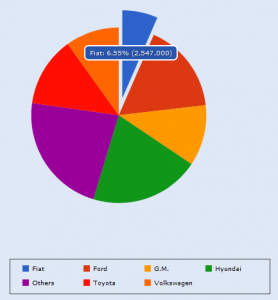 Fiat: 6.55% (2,547,000)
Fiat Ford G.M. Hyundai
Others Toyota Volkswagen